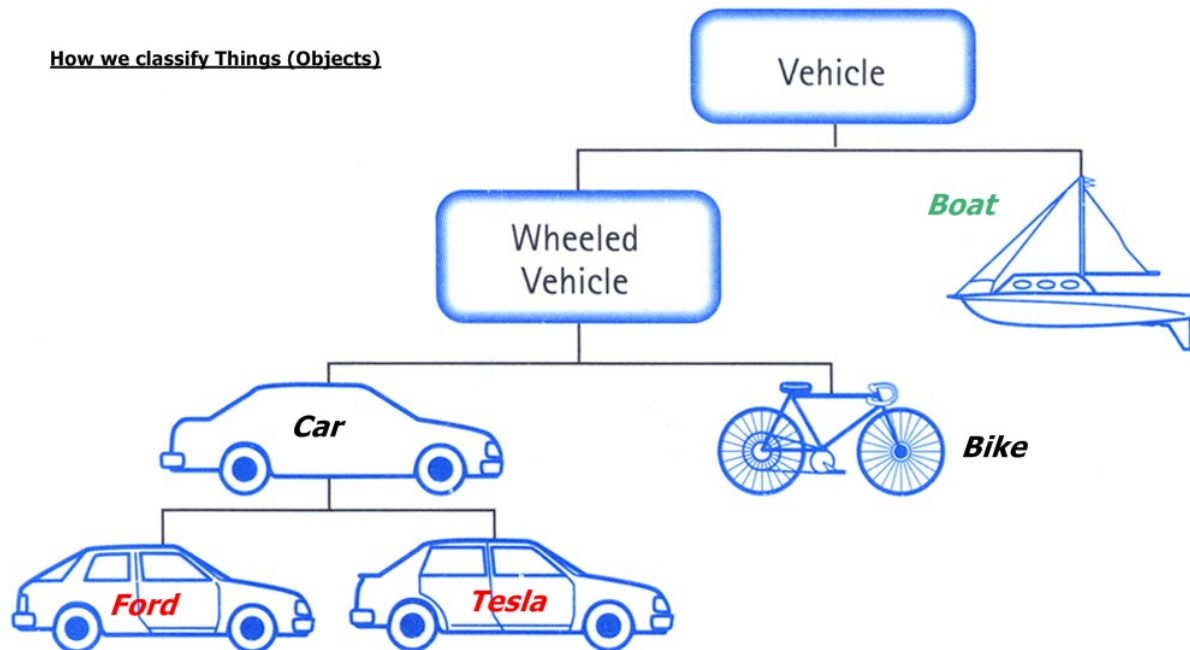 How we classify Things (Objects)
Vehicle
Boat
Wheeled
Vehicle
Car
Bike
Ford
Tesla